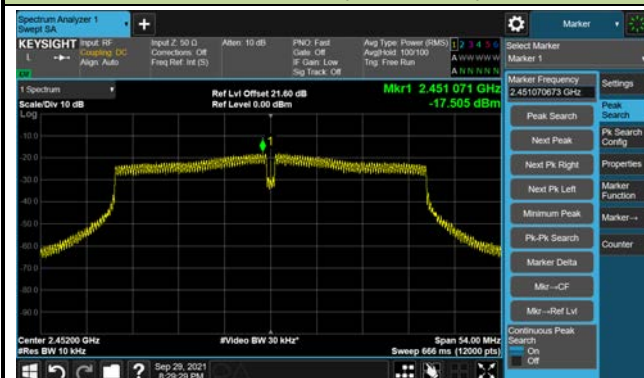 Spectrum Analyzer 1
Swept SA
Marker
KEYSIGHT
L
Input: RF
Coupling: DC
Align: Auto
Input Z: 50 Ω
Corrections: Off
Freq Ref: Int (S)
Atten: 10 dB
PNO: Fast
Gate: Off
IF Gain: Low
Sig Track: Off
Avg Type: Power (RMS)
Avg|Hold: 100/100
Trig: Free Run
1 2 3 4 5 6
A W W W W W
A N N N N N
Select Marker
Marker 1
1 Spectrum
Scale/Div 10 dB
Log
Ref Lvl Offset 21.60 dB
Ref Level 0.00 dBm
Mkr1 2.451 071 GHz
-17.505 dBm
1
-10.0
-20.0
-30.0
-40.0
-50.0
-60.0
-70.0
-80.0
-90.0
Center 2.45200 GHz
#Res BW 10 kHz
#Video BW 30 kHz*
Span 54.00 MHz
Sweep 666 ms (12000 pts)
Marker Frequency
2.451070673 GHz
Peak Search
Next Peak
Next Pk Right
Next Pk Left
Minimum Peak
Pk-Pk Search
Marker Delta
Mkr→CF
Mkr→Ref Lvl
Continuous Peak
Search
On
Off
Settings
Peak
Search
Pk Search
Config
Properties
Marker
Function
Marker→
Counter
?
Sep 29, 2021
8:29:29 PM